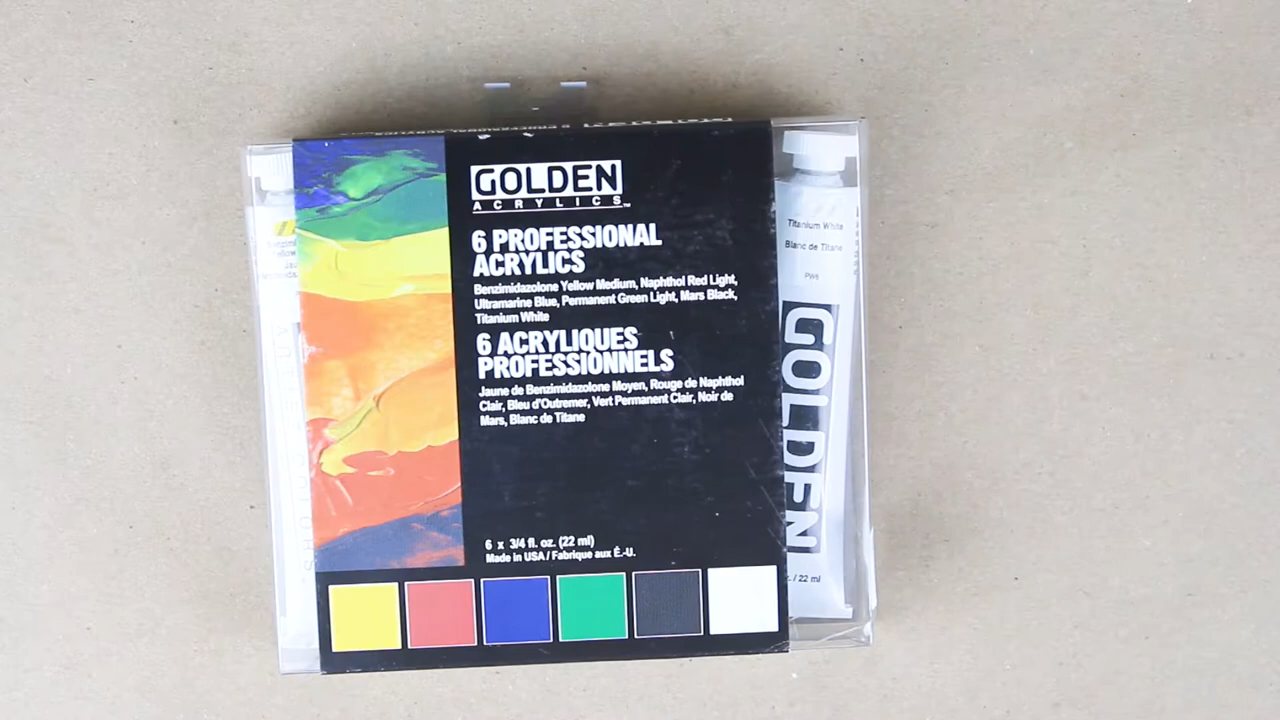 GOLDEN
ACRYLICS™
6 PROFESSIONAL
ACRYLICS
Benzimidazolone Yellow Medium, Naphthol Red Light,
Ultramarine Blue, Permanent Green Light, Mars Black,
Titanium White
6 ACRYLIQUES
PROFESSIONNELS
Jaune de Benzimidazolone Moyen, Rouge de Naphthol
Clair, Bleu d'Outremer, Vert Permanent Clair, Noir de
Mars, Blanc de Titane
6 x 3/4 fl. oz. (22 ml)
Made in USA / Fabrique aux É.-U.
Titanium White
Blanc de Titane
PW6
GOLDEN
/ 22 ml